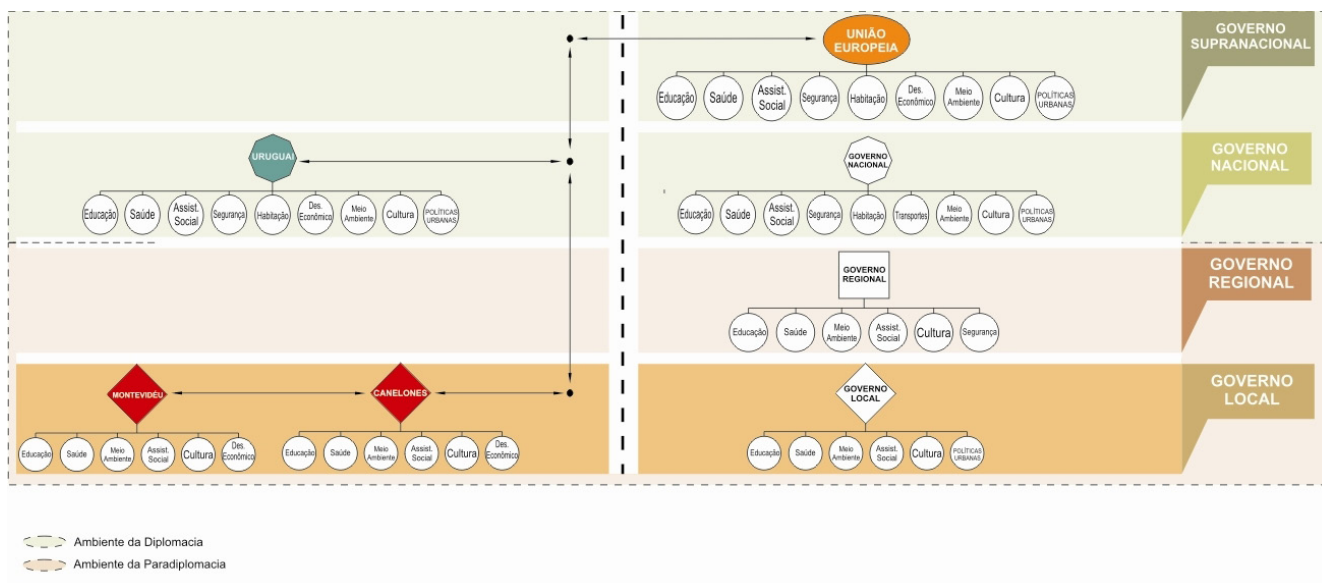 UNIÃO
EUROPEIA
GOVERNO
SUPRANACIONAL
Educação
Saúde
Assist.
Social
Segurança
Habitação
Des.
Econômico
Meio
Ambiente
Cultura
POLÍTICAS
URBANAS
URUGUAI
Educação
Saúde
Assist.
Social
Segurança
Habitação
Des.
Econômico
Meio
Ambiente
Cultura
POLÍTICAS
URBANAS
GOVERNO
NACIONAL
Educação
Saúde
Assist.
Social
Segurança
Habitação
Transportes
Meio
Ambiente
Cultura
POLÍTICAS
URBANAS
GOVERNO
NACIONAL
GOVERNO
REGIONAL
Educação
Saúde
Meio
Ambiente
Assist.
Social
Cultura
Segurança
GOVERNO
REGIONAL
MONTEVIDÉU
Educação
Saúde
Meio
Ambiente
Assist.
Social
Cultura
Des.
Econômico
CANELONES
Educação
Saúde
Meio
Ambiente
Assist.
Social
Cultura
Des.
Econômico
GOVERNO
LOCAL
Educação
Saúde
Meio
Ambiente
Assist.
Social
Cultura
POLÍTICAS
URBANAS
GOVERNO
LOCAL
Ambiente da Diplomacia
Ambiente da Paradiplomacia